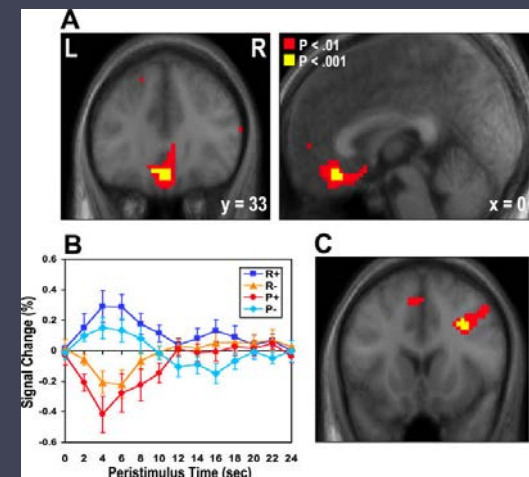 A
L
R
P < .01
P < .001
y = 33
x = 0
B
R+
R-
P+
P-
Signal Change (%)
0.6
0.4
0.2
0
-0.2
-0.4
-0.6
0 2 4 6 8 10 12 14 16 18 20 22 24
Peristimulus Time (sec)
C